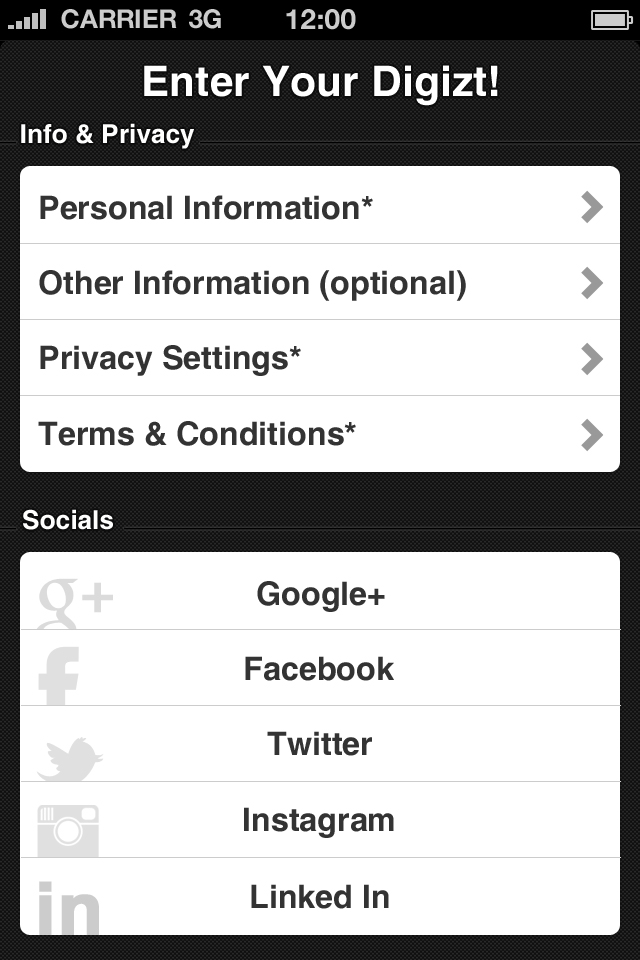 CARRIER 3G 12:00
Enter Your Digizt!
Info & Privacy
Personal Information*
Other Information (optional)
Privacy Settings*
Terms & Conditions*
Socials
g+ Google+
f Facebook
Twitter
Instagram
in Linked In